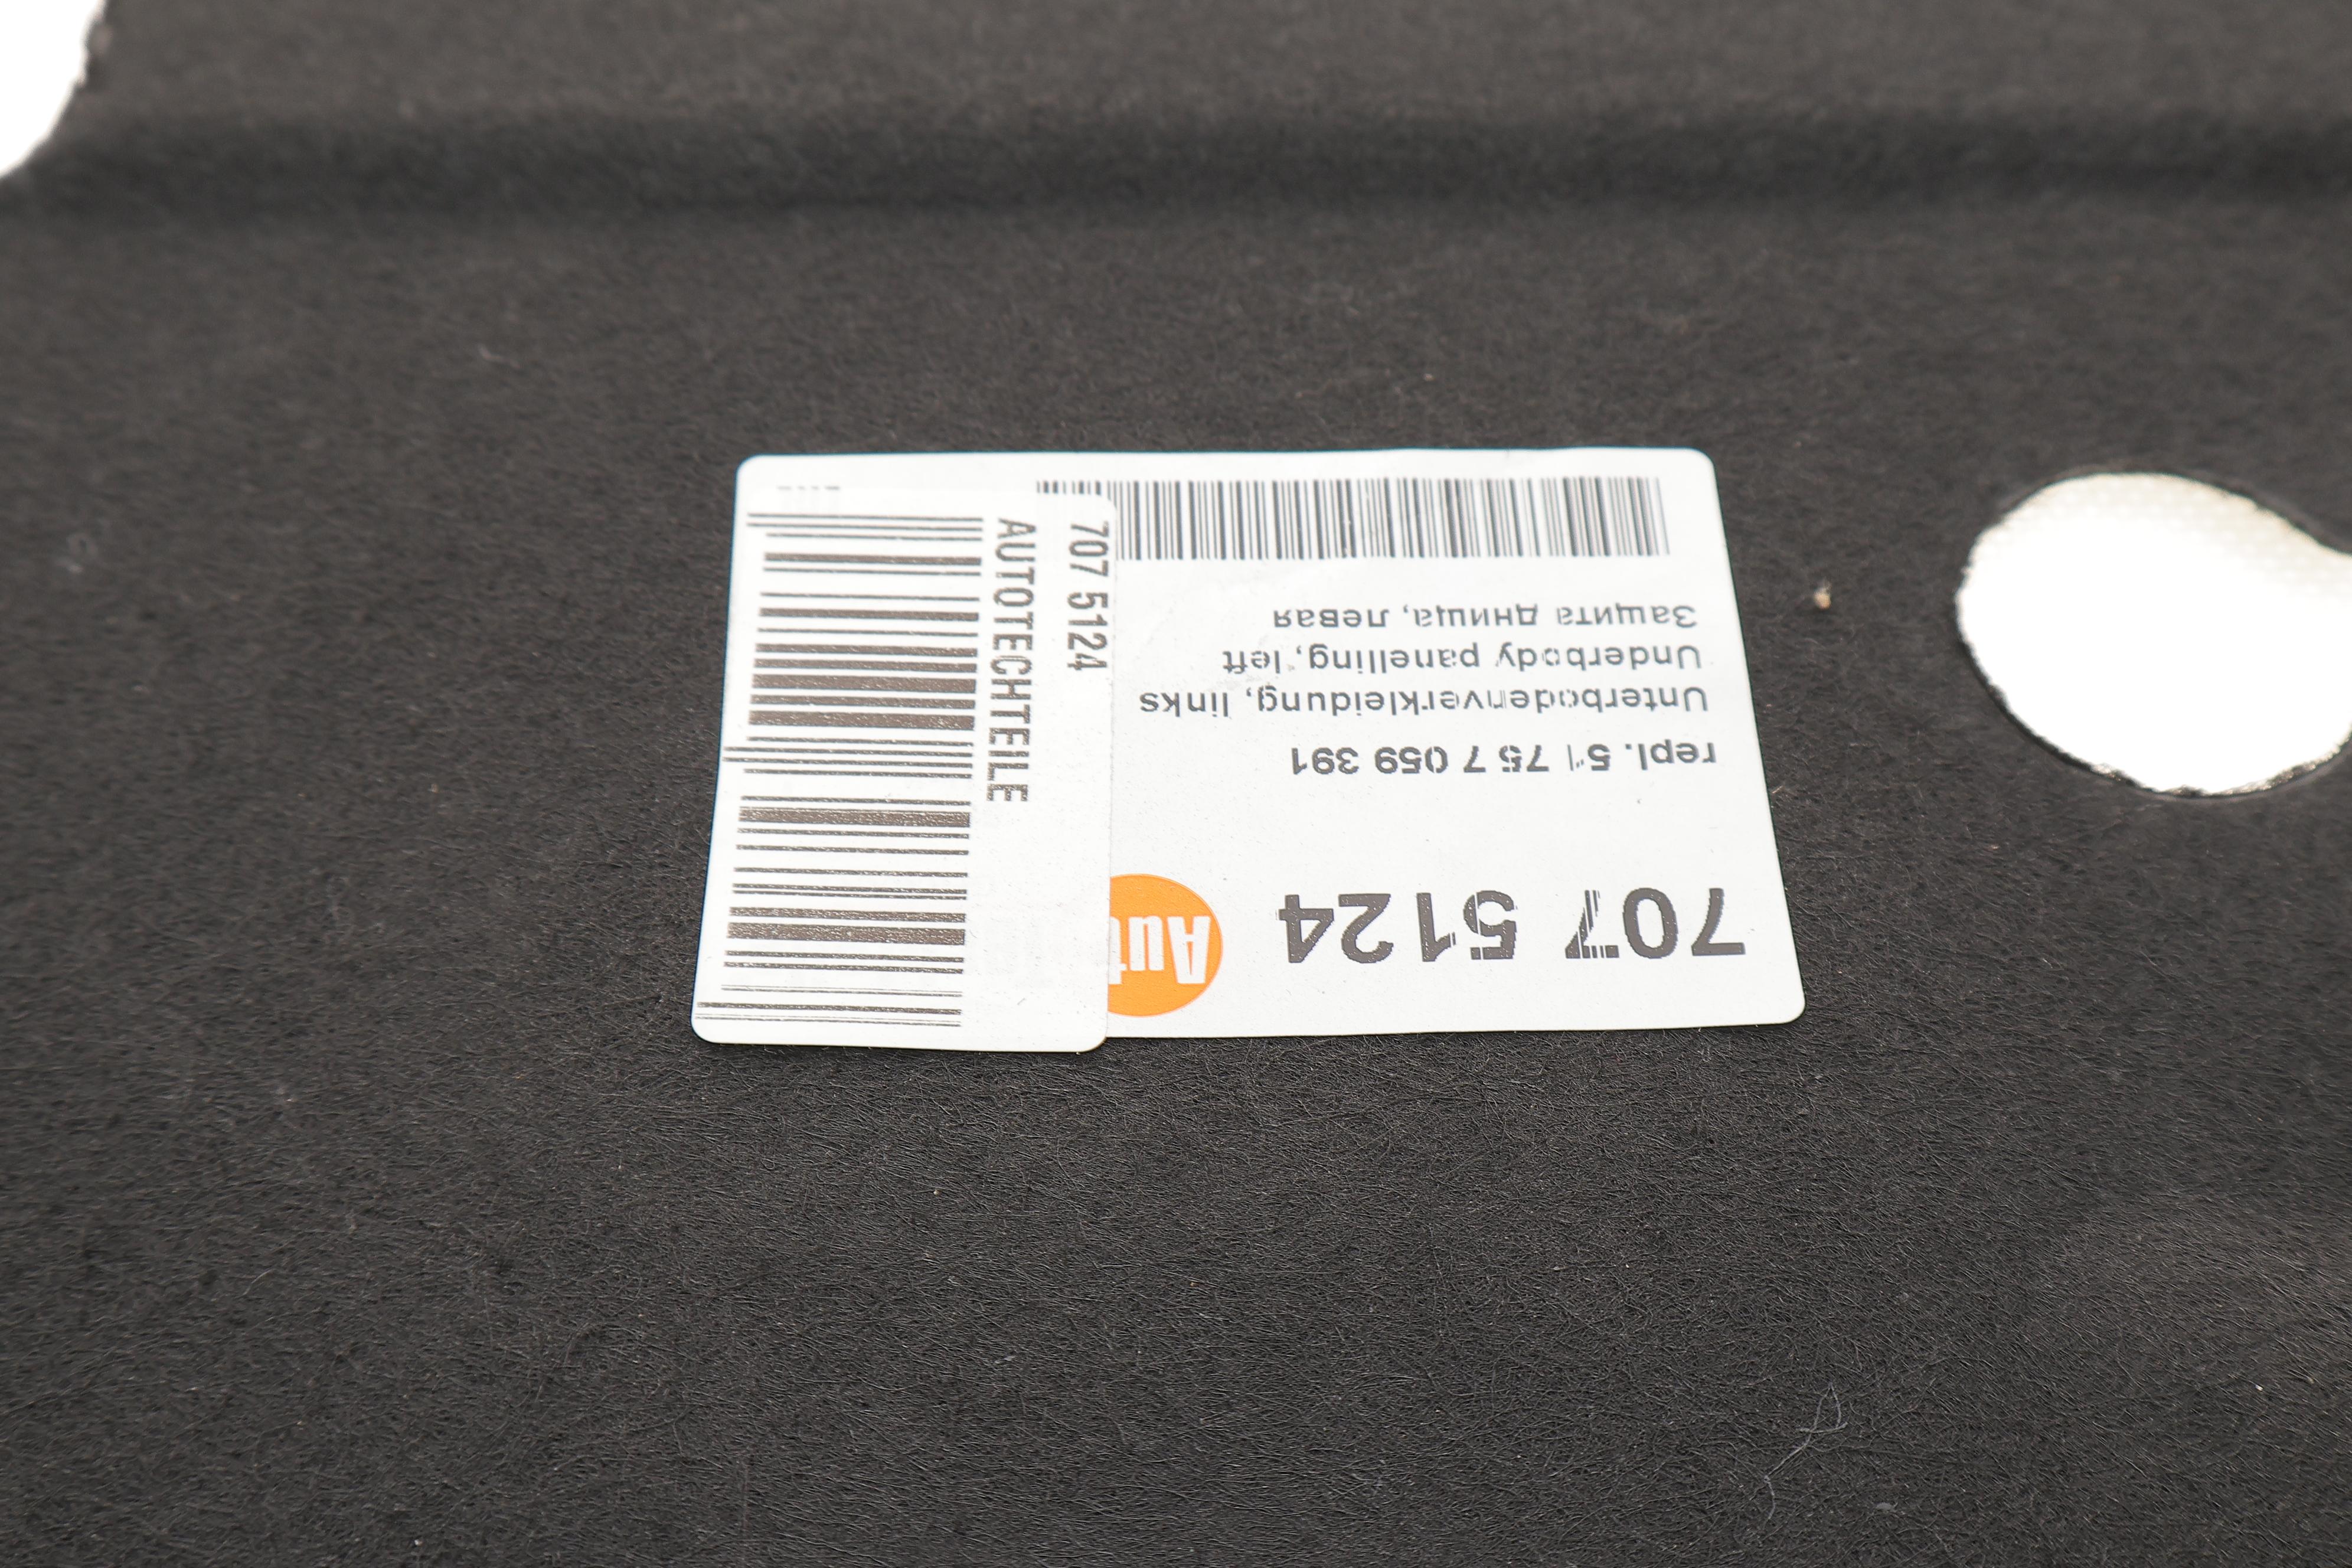 707 5124
Aut
repl. 51 75 7 059 391
Unterbodenverkleidung, links
Underbody panelling, left
Защита днища, левая
707 5124
AUTOTECHTEILE